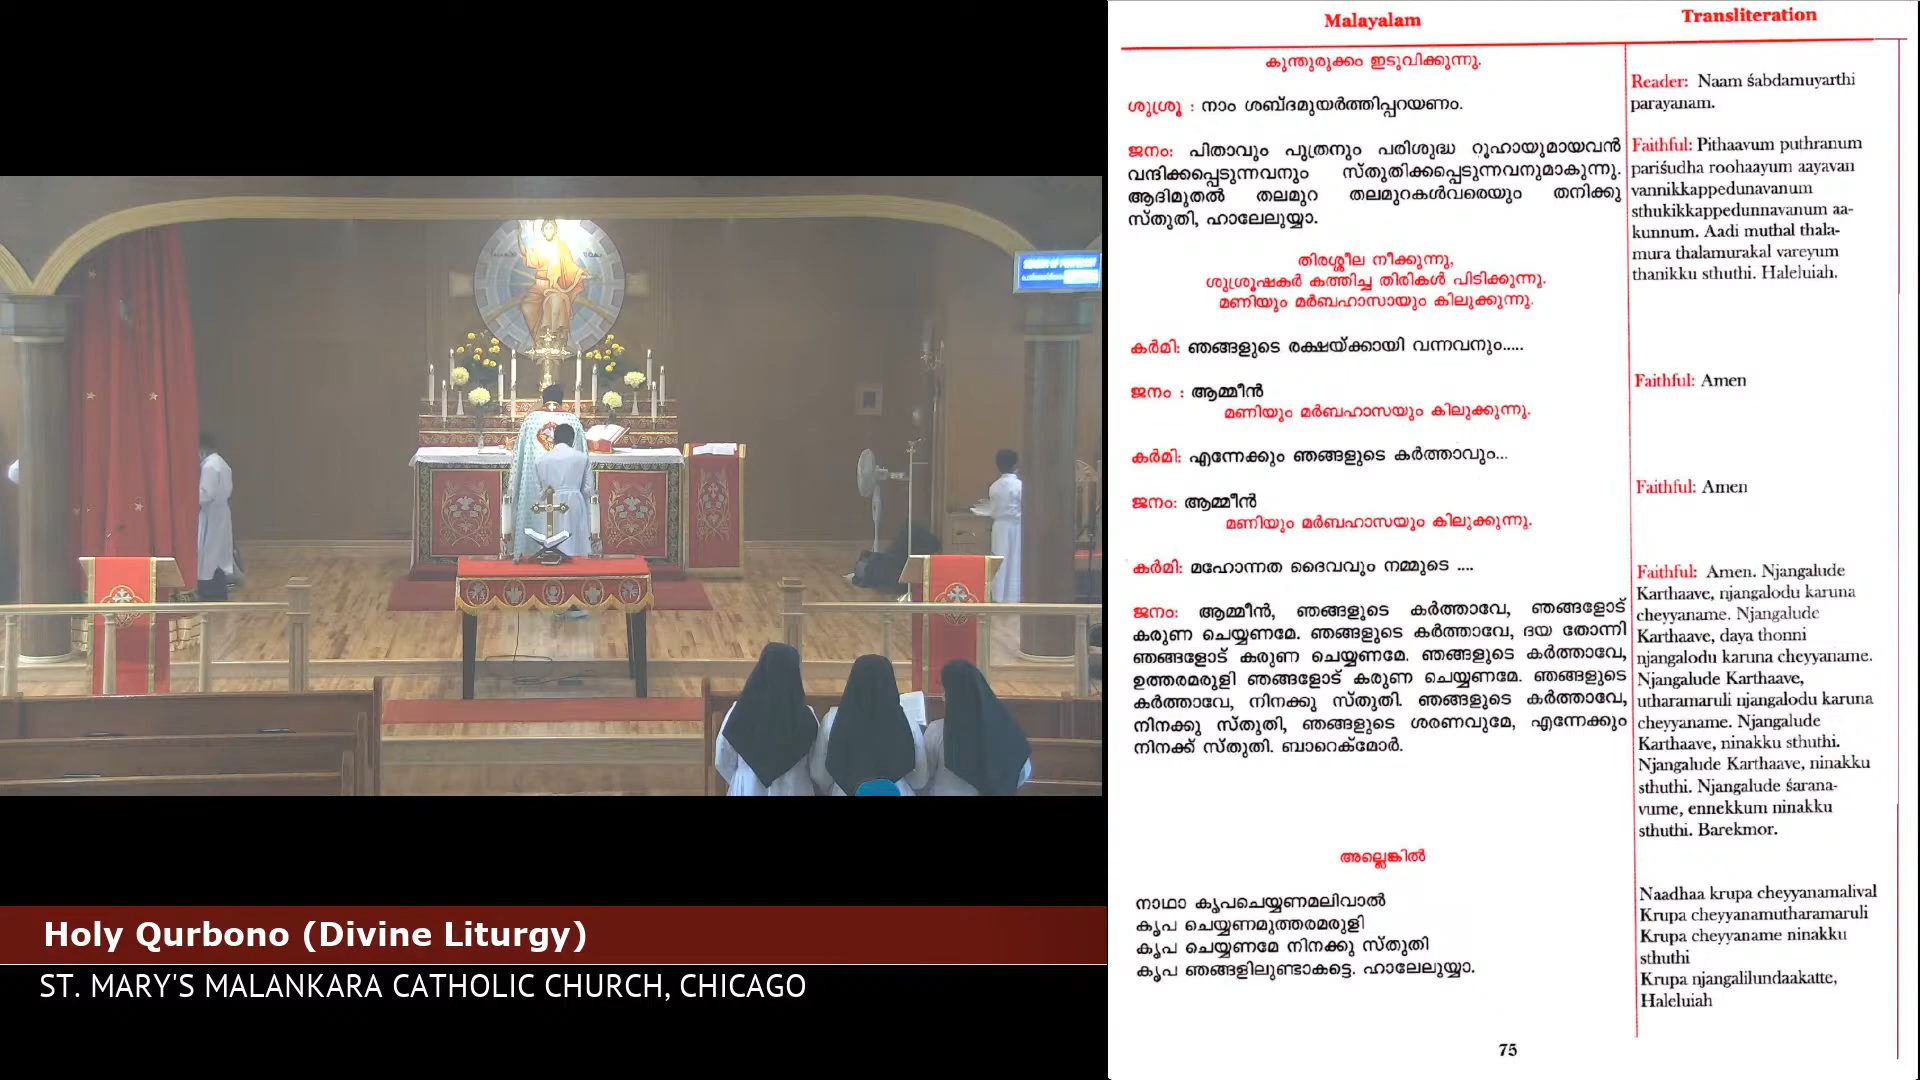 Holy Qurbono (Divine Liturgy)
ST. MARY'S MALANKARA CATHOLIC CHURCH, CHICAGO
Malayalam
കുന്തുരുക്കം ഇടുവിക്കുന്നു.
ശുശ്രൂ : നാം ശബ്ദമുയർത്തിപ്പറയണം.
ജനം: പിതാവും പുത്രനും പരിശുദ്ധ റൂഹായുമായവൻ
വന്ദിക്കപ്പെടുന്നവനും സ്തുതിക്കപ്പെടുന്നവനുമാകുന്നു.
ആദിമുതൽ തലമുറ തലമുറകൾവരെയും തനിക്കു
സ്തുതി, ഹാലേലുയ്യാ.
തിരശ്ശീല നീക്കുന്നു,
ശുശ്രൂഷകർ കത്തിച്ച തിരികൾ പിടിക്കുന്നു.
മണിയും മർബഹാസായും കിലുക്കുന്നു.
കർമി: ഞങ്ങളുടെ രക്ഷയ്ക്കായി വന്നവനും.....
ജനം : ആമ്മീൻ
മണിയും മർബഹാസയും കിലുക്കുന്നു.
കർമി: എന്നേക്കും ഞങ്ങളുടെ കർത്താവും...
ജനം: ആമ്മീൻ
മണിയും മർബഹാസയും കിലുക്കുന്നു.
കർമി: മഹോന്നത ദൈവവും നമ്മുടെ ....
ജനം: ആമ്മീൻ, ഞങ്ങളുടെ കർത്താവേ, ഞങ്ങളോട്
കരുണ ചെയ്യണമേ. ഞങ്ങളുടെ കർത്താവേ, ദയ തോന്നി
ഞങ്ങളോട് കരുണ ചെയ്യണമേ. ഞങ്ങളുടെ കർത്താവേ,
ഉത്തരമരുളി ഞങ്ങളോട് കരുണ ചെയ്യണമേ. ഞങ്ങളുടെ
കർത്താവേ, നിനക്കു സ്തുതി. ഞങ്ങളുടെ കർത്താവേ,
നിനക്കു സ്തുതി, ഞങ്ങളുടെ ശരണവുമേ, എന്നേക്കും
നിനക്ക് സ്തുതി. ബാറെക്മോർ.
അല്ലെങ്കിൽ
നാഥാ കൃപചെയ്യണമലിവാൽ
കൃപ ചെയ്യണമുത്തരമരുളി
കൃപ ചെയ്യണമേ നിനക്കു സ്തുതി
കൃപ ഞങ്ങളിലുണ്ടാകട്ടെ. ഹാലേലുയ്യാ.
Transliteration
Reader: Naam śabdamuyarthi
parayanam.
Faithful: Pithaavum puthranum
pariśudha roohaayum aayavan
vannikkappedunavanum
sthukikkappedunnavanum aa-
kunnum. Aadi muthal thala-
mura thalamurakal vareyum
thanikku sthuthi. Haleluiah.
Faithful: Amen
Faithful: Amen
Faithful: Amen. Njangalude
Karthaave, njangalodu karuna
cheyyaname. Njangalude
Karthaave, daya thonni
njangalodu karuna cheyyaname.
Njangalude Karthaave,
utharamaruli njangalodu karuna
cheyyaname. Njangalude
Karthaave, ninakku sthuthi.
Njangalude Karthaave, ninakku
sthuthi. Njangalude śarana-
vume, ennekkum ninakku
sthuthi. Barekmor.
Naadhaa krupa cheyyanamalival
Krupa cheyyanamutharamaruli
Krupa cheyyaname ninakku
sthuthi
Krupa njangalilundaakatte,
Haleluiah
75